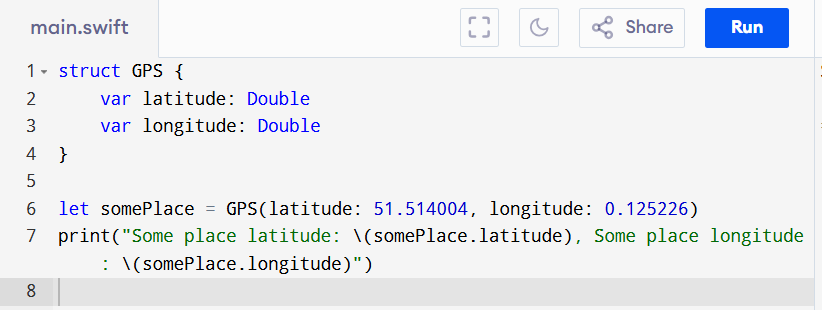 main.swift
Share
Run
1 struct GPS {
2     var latitude: Double
3     var longitude: Double
4 }
5
6 let somePlace = GPS(latitude: 51.514004, longitude: 0.125226)
7 print("Some place latitude: \(somePlace.latitude), Some place longitude
    : \(somePlace.longitude)")
8